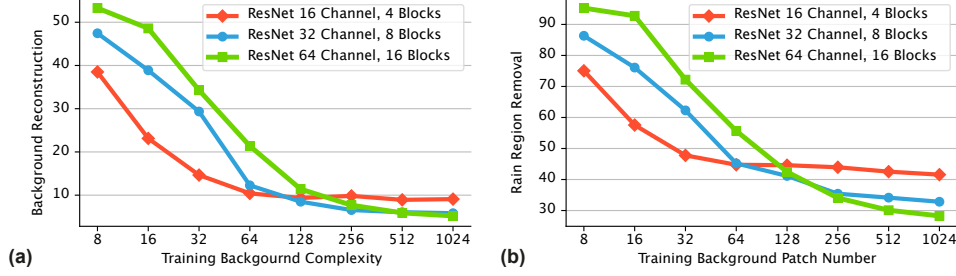 ResNet 16 Channel, 4 Blocks
ResNet 32 Channel, 8 Blocks
ResNet 64 Channel, 16 Blocks
Background Reconstruction
50
40
30
20
10
8 16 32 64 128 256 512 1024
(a) Training Backgournd Complexity
ResNet 16 Channel, 4 Blocks
ResNet 32 Channel, 8 Blocks
ResNet 64 Channel, 16 Blocks
Rain Region Removal
90
80
70
60
50
40
30
8 16 32 64 128 256 512 1024
(b) Training Background Patch Number